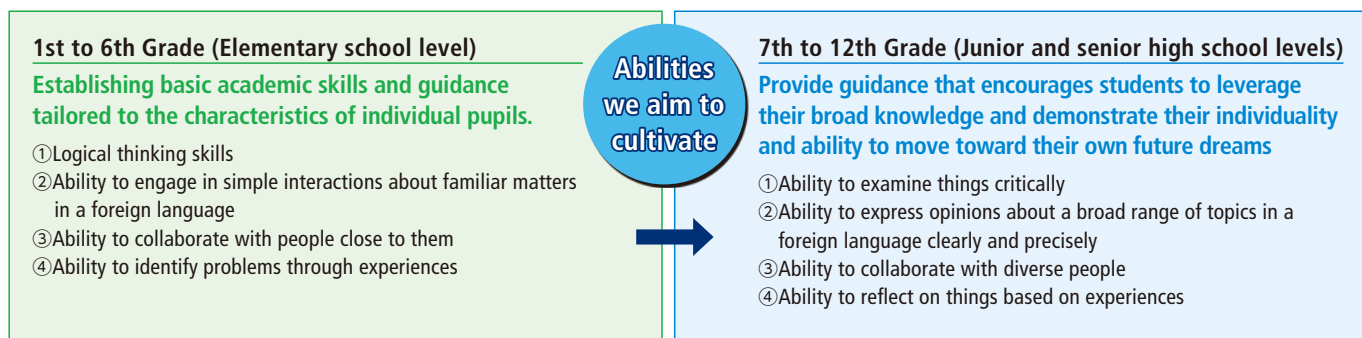 1st to 6th Grade (Elementary school level)
Establishing basic academic skills and guidance
tailored to the characteristics of individual pupils.
①Logical thinking skills
②Ability to engage in simple interactions about familiar matters
in a foreign language
③Ability to collaborate with people close to them
④Ability to identify problems through experiences
Abilities
we aim to
cultivate
7th to 12th Grade (Junior and senior high school levels)
Provide guidance that encourages students to leverage
their broad knowledge and demonstrate their individuality
and ability to move toward their own future dreams
①Ability to examine things critically
②Ability to express opinions about a broad range of topics in a
foreign language clearly and precisely
③Ability to collaborate with diverse people
④Ability to reflect on things based on experiences